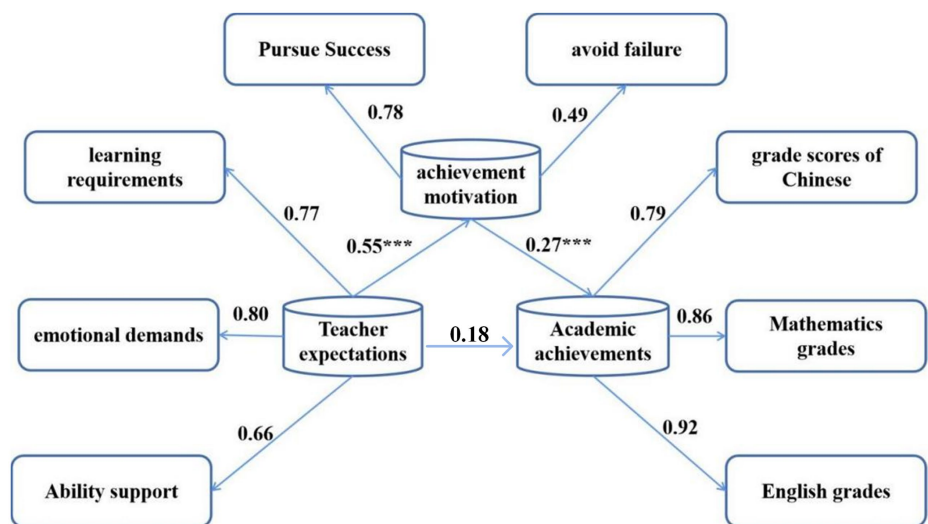 Pursue Success
avoid failure
0.78
0.49
learning
requirements
achievement
motivation
grade scores of
Chinese
0.77
0.79
0.55***
0.27***
emotional demands
0.80
Teacher
expectations
0.18
Academic
achievements
0.86
Mathematics
grades
0.66
0.92
Ability support
English grades